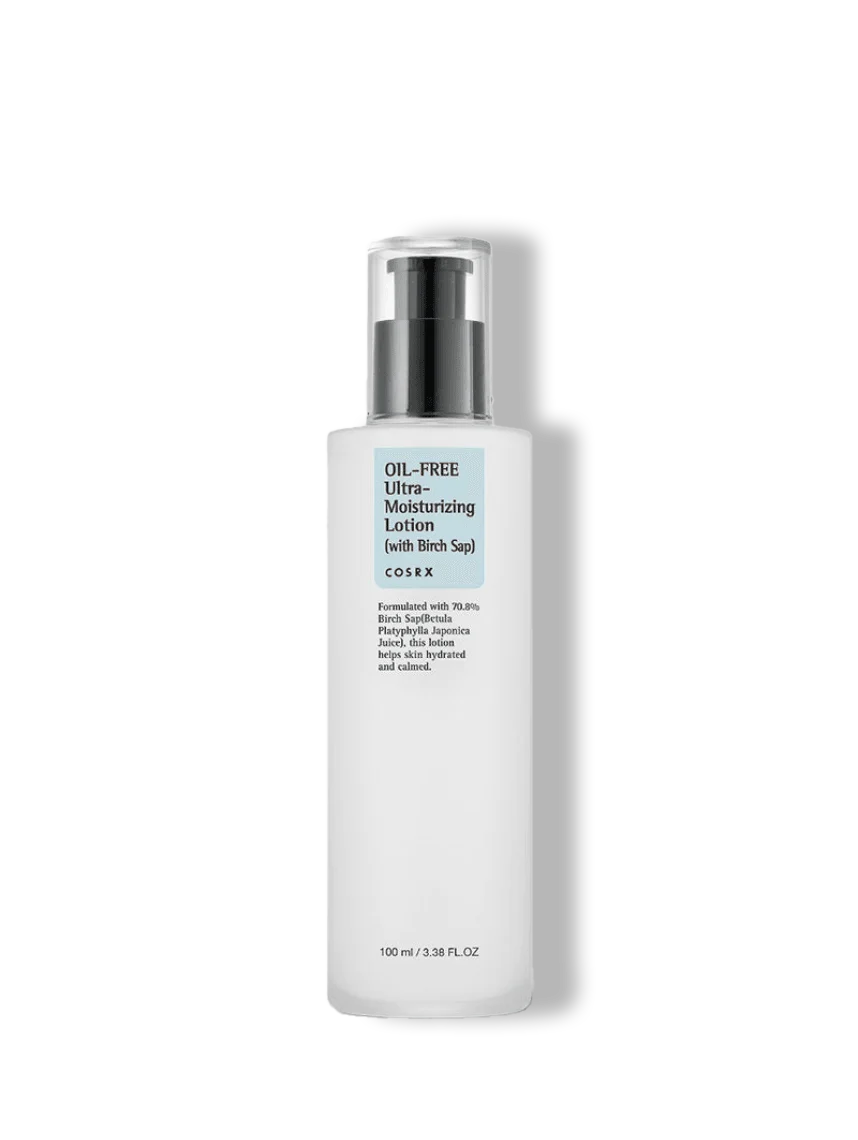 OIL-FREE
Ultra-
Moisturizing
Lotion
(with Birch Sap)
COSRX
Formulated with 70.8%
Birch Sap(Betula
Platyphylla Japonica
Juice), this lotion
helps skin hydrated
and calmed.
100 ml / 3.38 FL.OZ